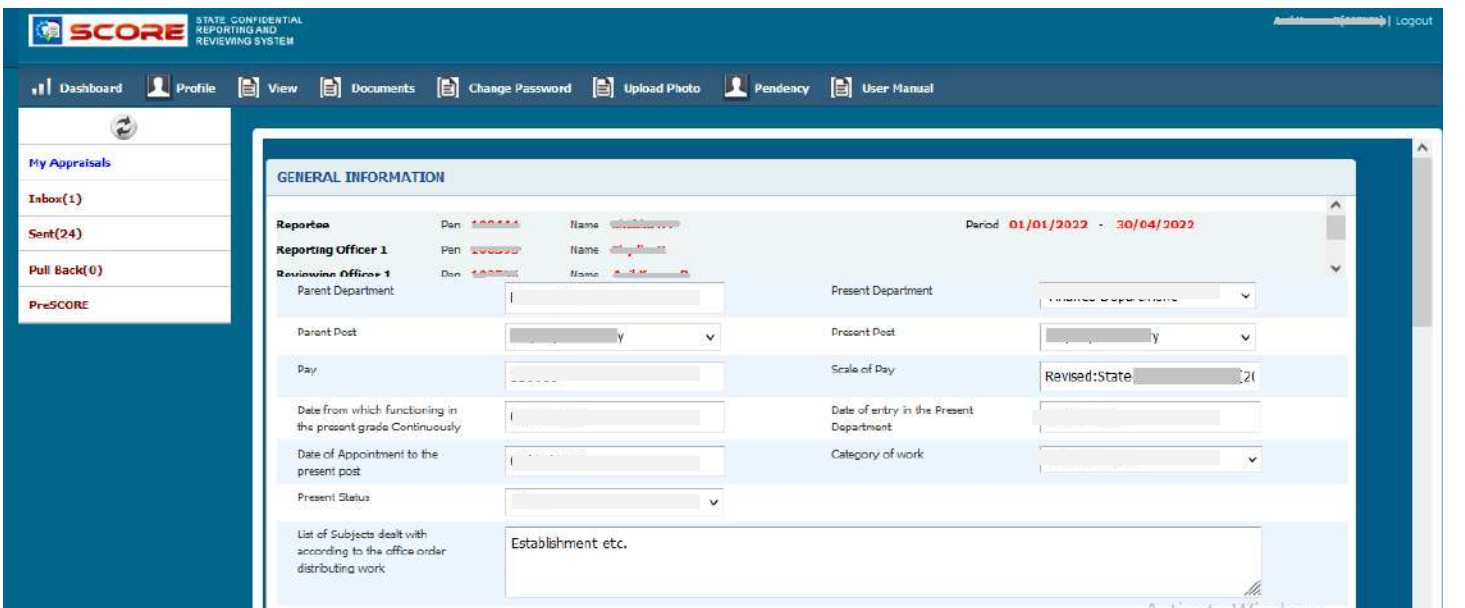 SCORE
STATE CONFIDENTIAL
REPORTING AND
REVIEWING SYSTEM
| Logout
Dashboard Profile View Documents Change Password Upload Photo Pendency User Manual
My Appraisals
Inbox(1)
Sent(24)
Pull Back(0)
PreSCORE
GENERAL INFORMATION
Reportee Pen Name Period 01/01/2022 - 30/04/2022
Reporting Officer 1 Pen Name
Reviewing Officer 1 Pen Name
Parent Department Present Department
Parent Post y Present Post y
Pay Scale of Pay Revised:State (20
Date from which functioning in
the present grade Continuously
Date of entry in the Present
Department
Date of Appointment to the
present post
Category of work
Present Status
List of Subjects dealt with
according to the office order
distributing work
Establishment etc.